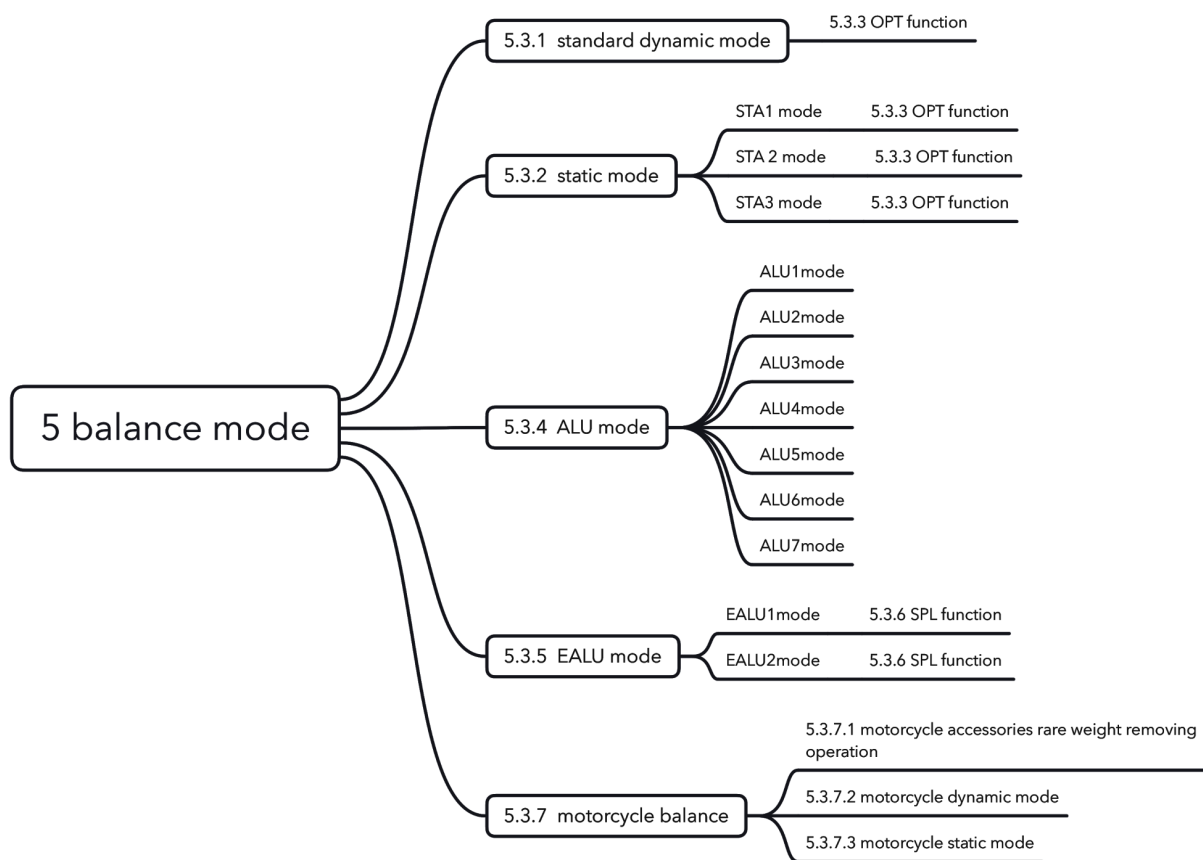 5 balance mode
5.3.1 standard dynamic mode
5.3.3 OPT function
5.3.2 static mode
STA1 mode 5.3.3 OPT function
STA 2 mode 5.3.3 OPT function
STA3 mode 5.3.3 OPT function
5.3.4 ALU mode
ALU1mode
ALU2mode
ALU3mode
ALU4mode
ALU5mode
ALU6mode
ALU7mode
5.3.5 EALU mode
EALU1mode 5.3.6 SPL function
EALU2mode 5.3.6 SPL function
5.3.7 motorcycle balance
5.3.7.1 motorcycle accessories rare weight removing
operation
5.3.7.2 motorcycle dynamic mode
5.3.7.3 motorcycle static mode